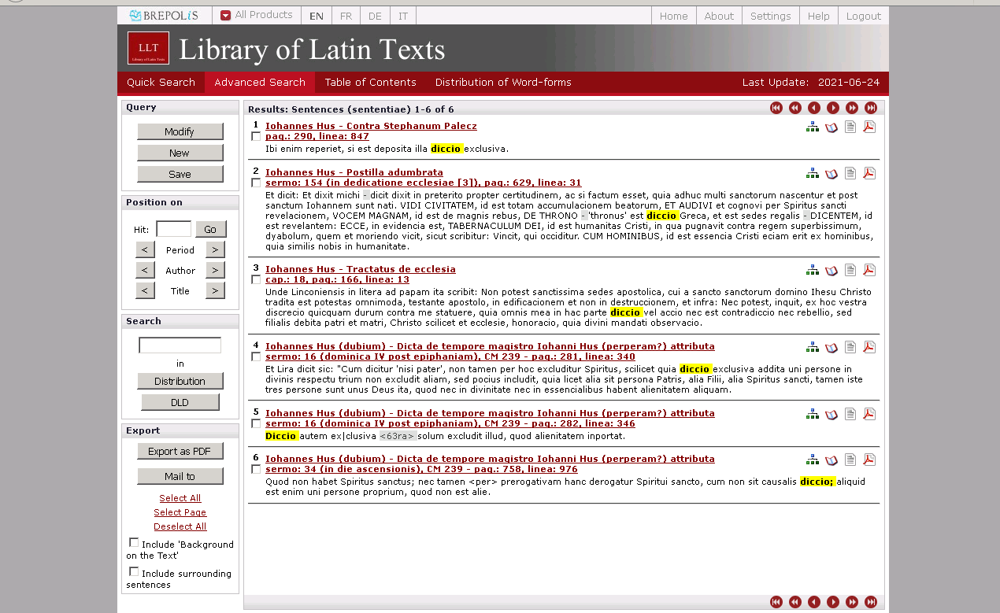 BREPOLiS
All Products
EN FR DE IT
Home About Settings Help Logout
LLT
Library of Latin Texts
Library of Latin Texts
Quick Search Advanced Search Table of Contents Distribution of Word-forms Last Update: 2021-06-24
Query
Modify
New
Save
Position on
Hit: Go
< Period >
< Author >
< Title >
Search
in
Distribution
DLD
Export
Export as PDF
Mail to
Select All
Select Page
Deselect All
Include 'Background
on the Text'
Include surrounding
sentences
Results: Sentences (sententiae) 1-6 of 6
1 Iohannes Hus - Contra Stephanum Palecz
pag.: 290, linea: 847
Ibi enim reperiet, si est deposita illa diccio exclusiva.
2 Iohannes Hus - Postilla adumbrata
sermo: 154 (in dedicatione ecclesiae [3]), pag.: 629, linea: 31
Et dicit: Et dixit michi - dicit dixit in preterito propter certitudinem, ac si factum esset, quia adhuc multi sanctorum nascentur et post
sanctum Iohannem sunt nati. VIDI CIVITATEM, id est totam accumulacionem beatorum, ET AUDIVI et cognovi per Spiritus sancti
revelacionem, VOCEM MAGNAM, id est de magnis rebus, DE THRONO - 'thronus' est diccio Greca, et est sedes regalis - DICENTEM, id
est revelantem: ECCE, in evidencia est, TABERNACULUM DEI, id est humanitas Cristi, in qua pugnavit contra regem superbissimum,
dyabolum, quem et moriendo vicit, sicut scribitur: Vincit, qui occiditur. CUM HOMINIBUS, id est essencia Cristi eciam erit ex hominibus,
quia similis nobis in humanitate.
3 Iohannes Hus - Tractatus de ecclesia
cap.: 18, pag.: 166, linea: 13
Unde Linconiensis in litera ad papam ita scribit: Non potest sanctissima sedes apostolica, cui a sancto sanctorum domino Ihesu Christo
tradita est potestas omnimoda, testante apostolo, in edificacionem et non in destruccionem, et infra: Nec potest, inquit, ex hoc vestra
discrecio quicquam durum contra me statuere, quia omnis mea in hac parte diccio vel accio nec est contradiccio nec rebellio, sed
filialis debita patri et matri, Christo scilicet et ecclesie, honoracio, quia divini mandati observacio.
4 Iohannes Hus (dubium) - Dicta de tempore magistro Iohanni Hus (perperam?) attributa
sermo: 16 (dominica IV post epiphaniam), CM 239 - pag.: 281, linea: 340
Et Lira dicit sic: "Cum dicitur 'nisi pater', non tamen per hoc excluditur Spiritus, scilicet quia diccio exclusiva addita uni persone in
divinis respectu trium non excludit aliam, sed pocius includit, quia licet alia sit persona Patris, alia Filii, alia Spiritus sancti, tamen iste
tres persone sunt unus Deus ita, quod nec in divinitate nec in essencialibus habent alienitatem aliquam.
5 Iohannes Hus (dubium) - Dicta de tempore magistro Iohanni Hus (perperam?) attributa
sermo: 16 (dominica IV post epiphaniam), CM 239 - pag.: 282, linea: 346
Diccio autem ex|clusiva <63ra> solum excludit illud, quod alienitatem inportat.
6 Iohannes Hus (dubium) - Dicta de tempore magistro Iohanni Hus (perperam?) attributa
sermo: 34 (in die ascensionis), CM 239 - pag.: 758, linea: 976
Quod non habet Spiritus sanctus; nec tamen <per> prerogativam hanc derogatur Spiritui sancto, cum non sit causalis diccio; aliquid
est enim uni persone proprium, quod non est alie.